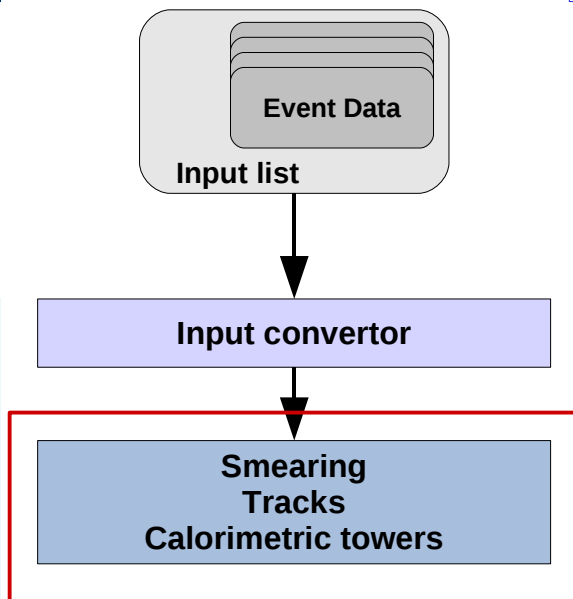 Event Data
Input list
Input convertor
Smearing
Tracks
Calorimetric towers